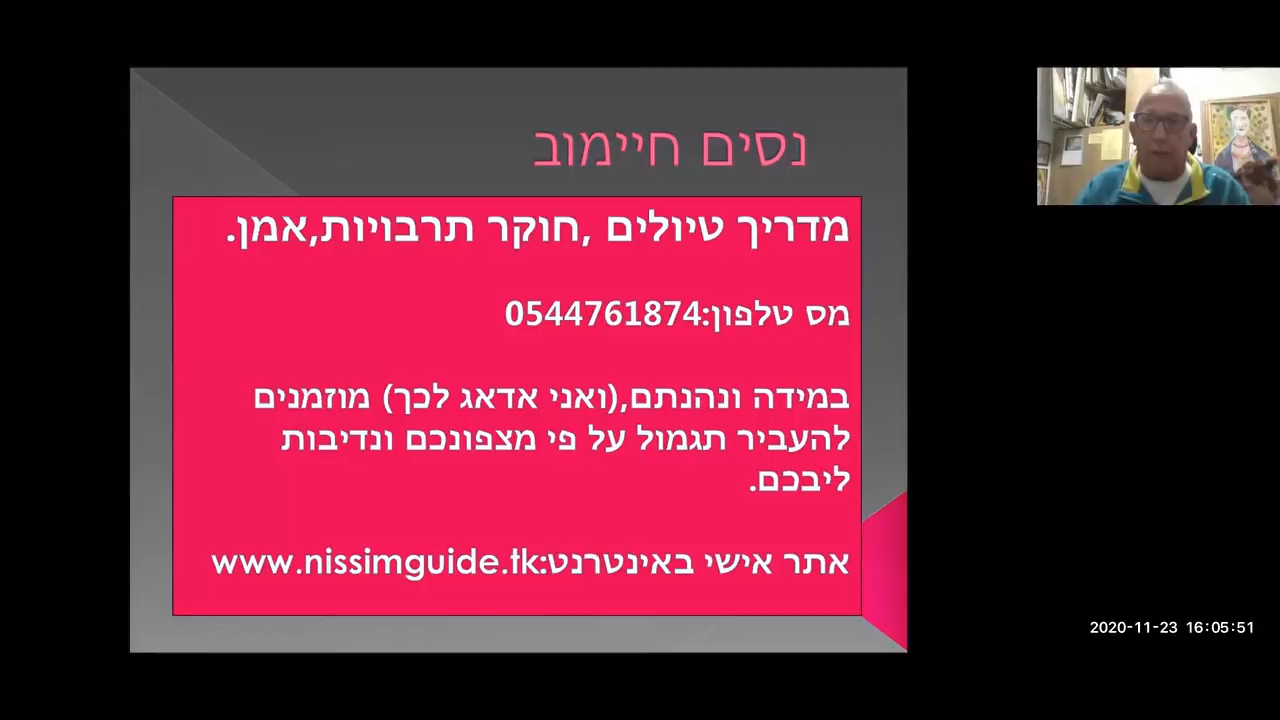 נסים חיימוב
מדריך טיולים ,חוקר תרבויות,אמן.
מס טלפון:0544761874
במידה ונהנתם,(ואני אדאג לכך) מוזמנים
להעביר תגמול על פי מצפונכם ונדיבות
ליבכם.
אתר אישי באינטרנט:www.nissimguide.tk
2020-11-23 16:05:51